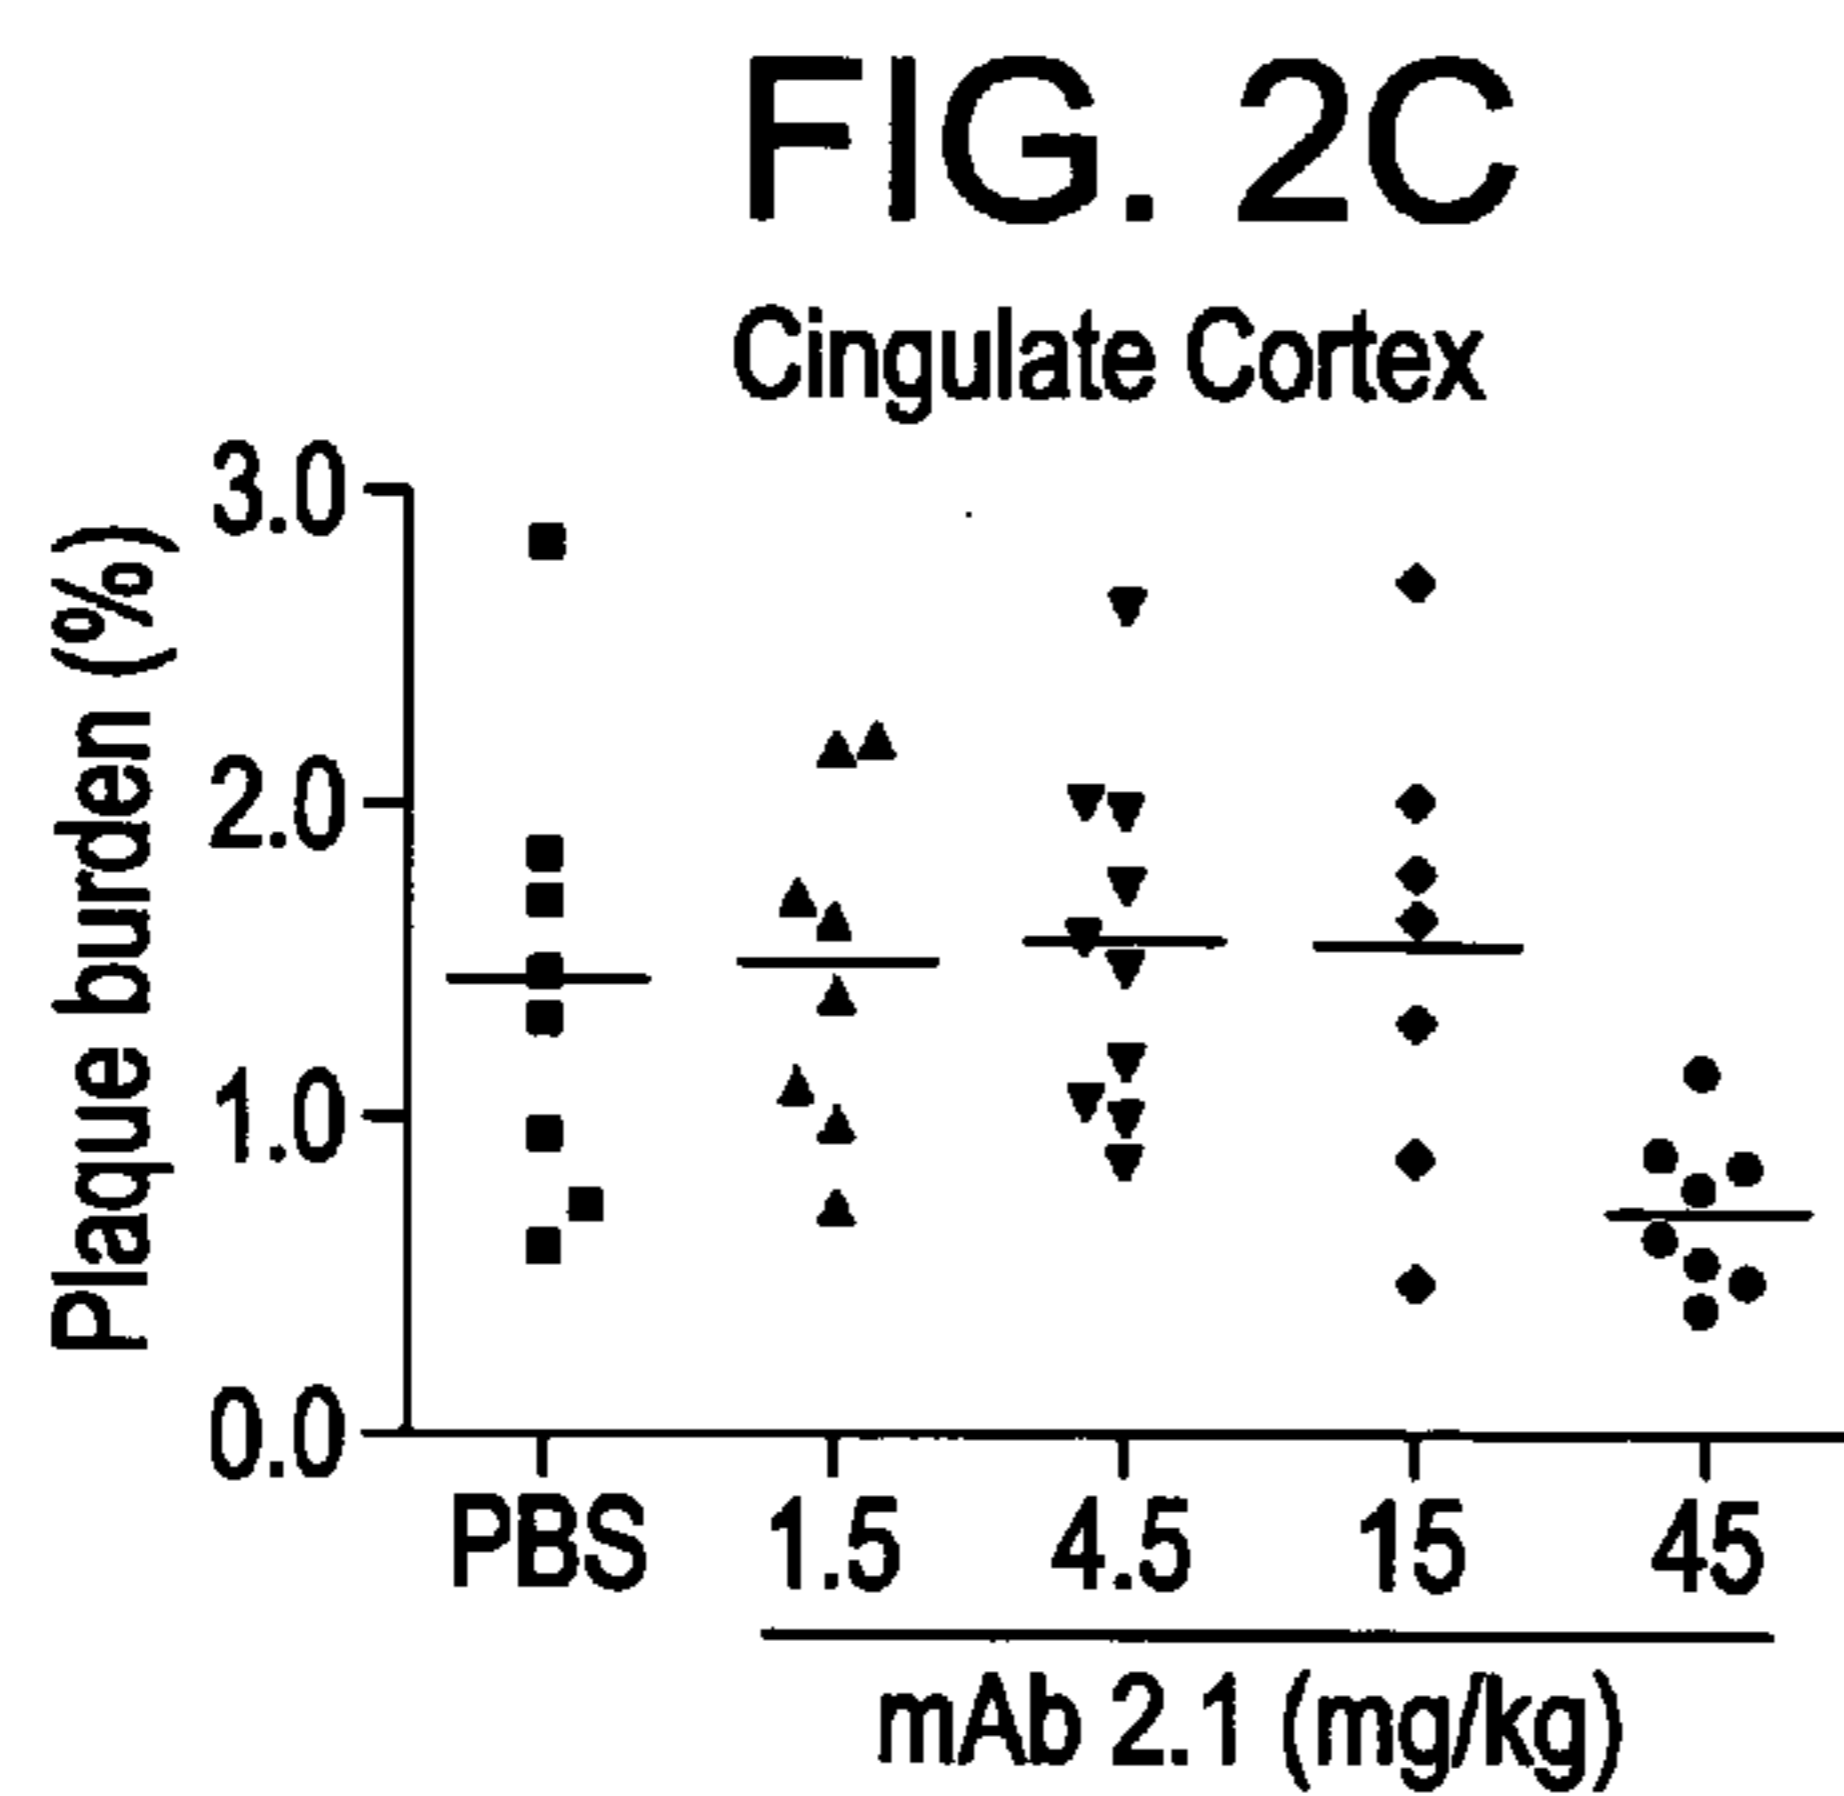 FIG. 2C
Cingulate Cortex
Plaque burden (%)
3.0
2.0
1.0
0.0
PBS 1.5 4.5 15 45
mAb 2.1 (mg/kg)